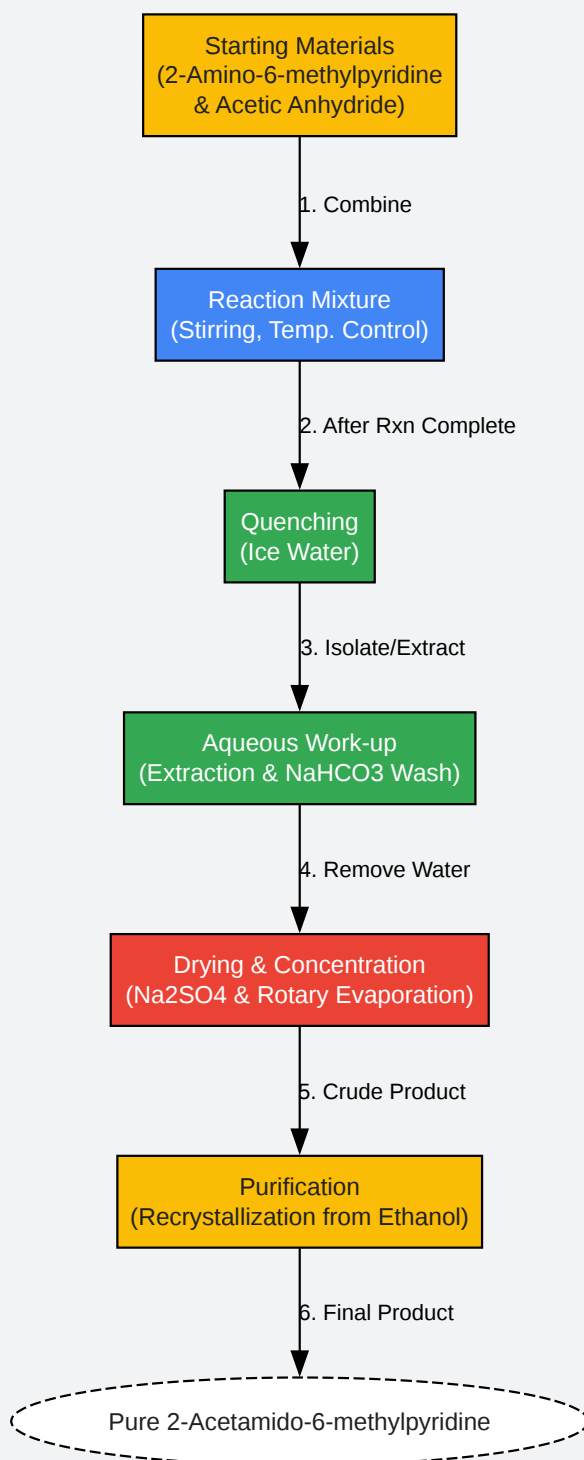 Starting Materials
(2-Amino-6-methylpyridine
& Acetic Anhydride)
1. Combine
Reaction Mixture
(Stirring, Temp. Control)
2. After Rxn Complete
Quenching
(Ice Water)
3. Isolate/Extract
Aqueous Work-up
(Extraction & NaHCO3 Wash)
4. Remove Water
Drying & Concentration
(Na2SO4 & Rotary Evaporation)
5. Crude Product
Purification
(Recrystallization from Ethanol)
6. Final Product
Pure 2-Acetamido-6-methylpyridine